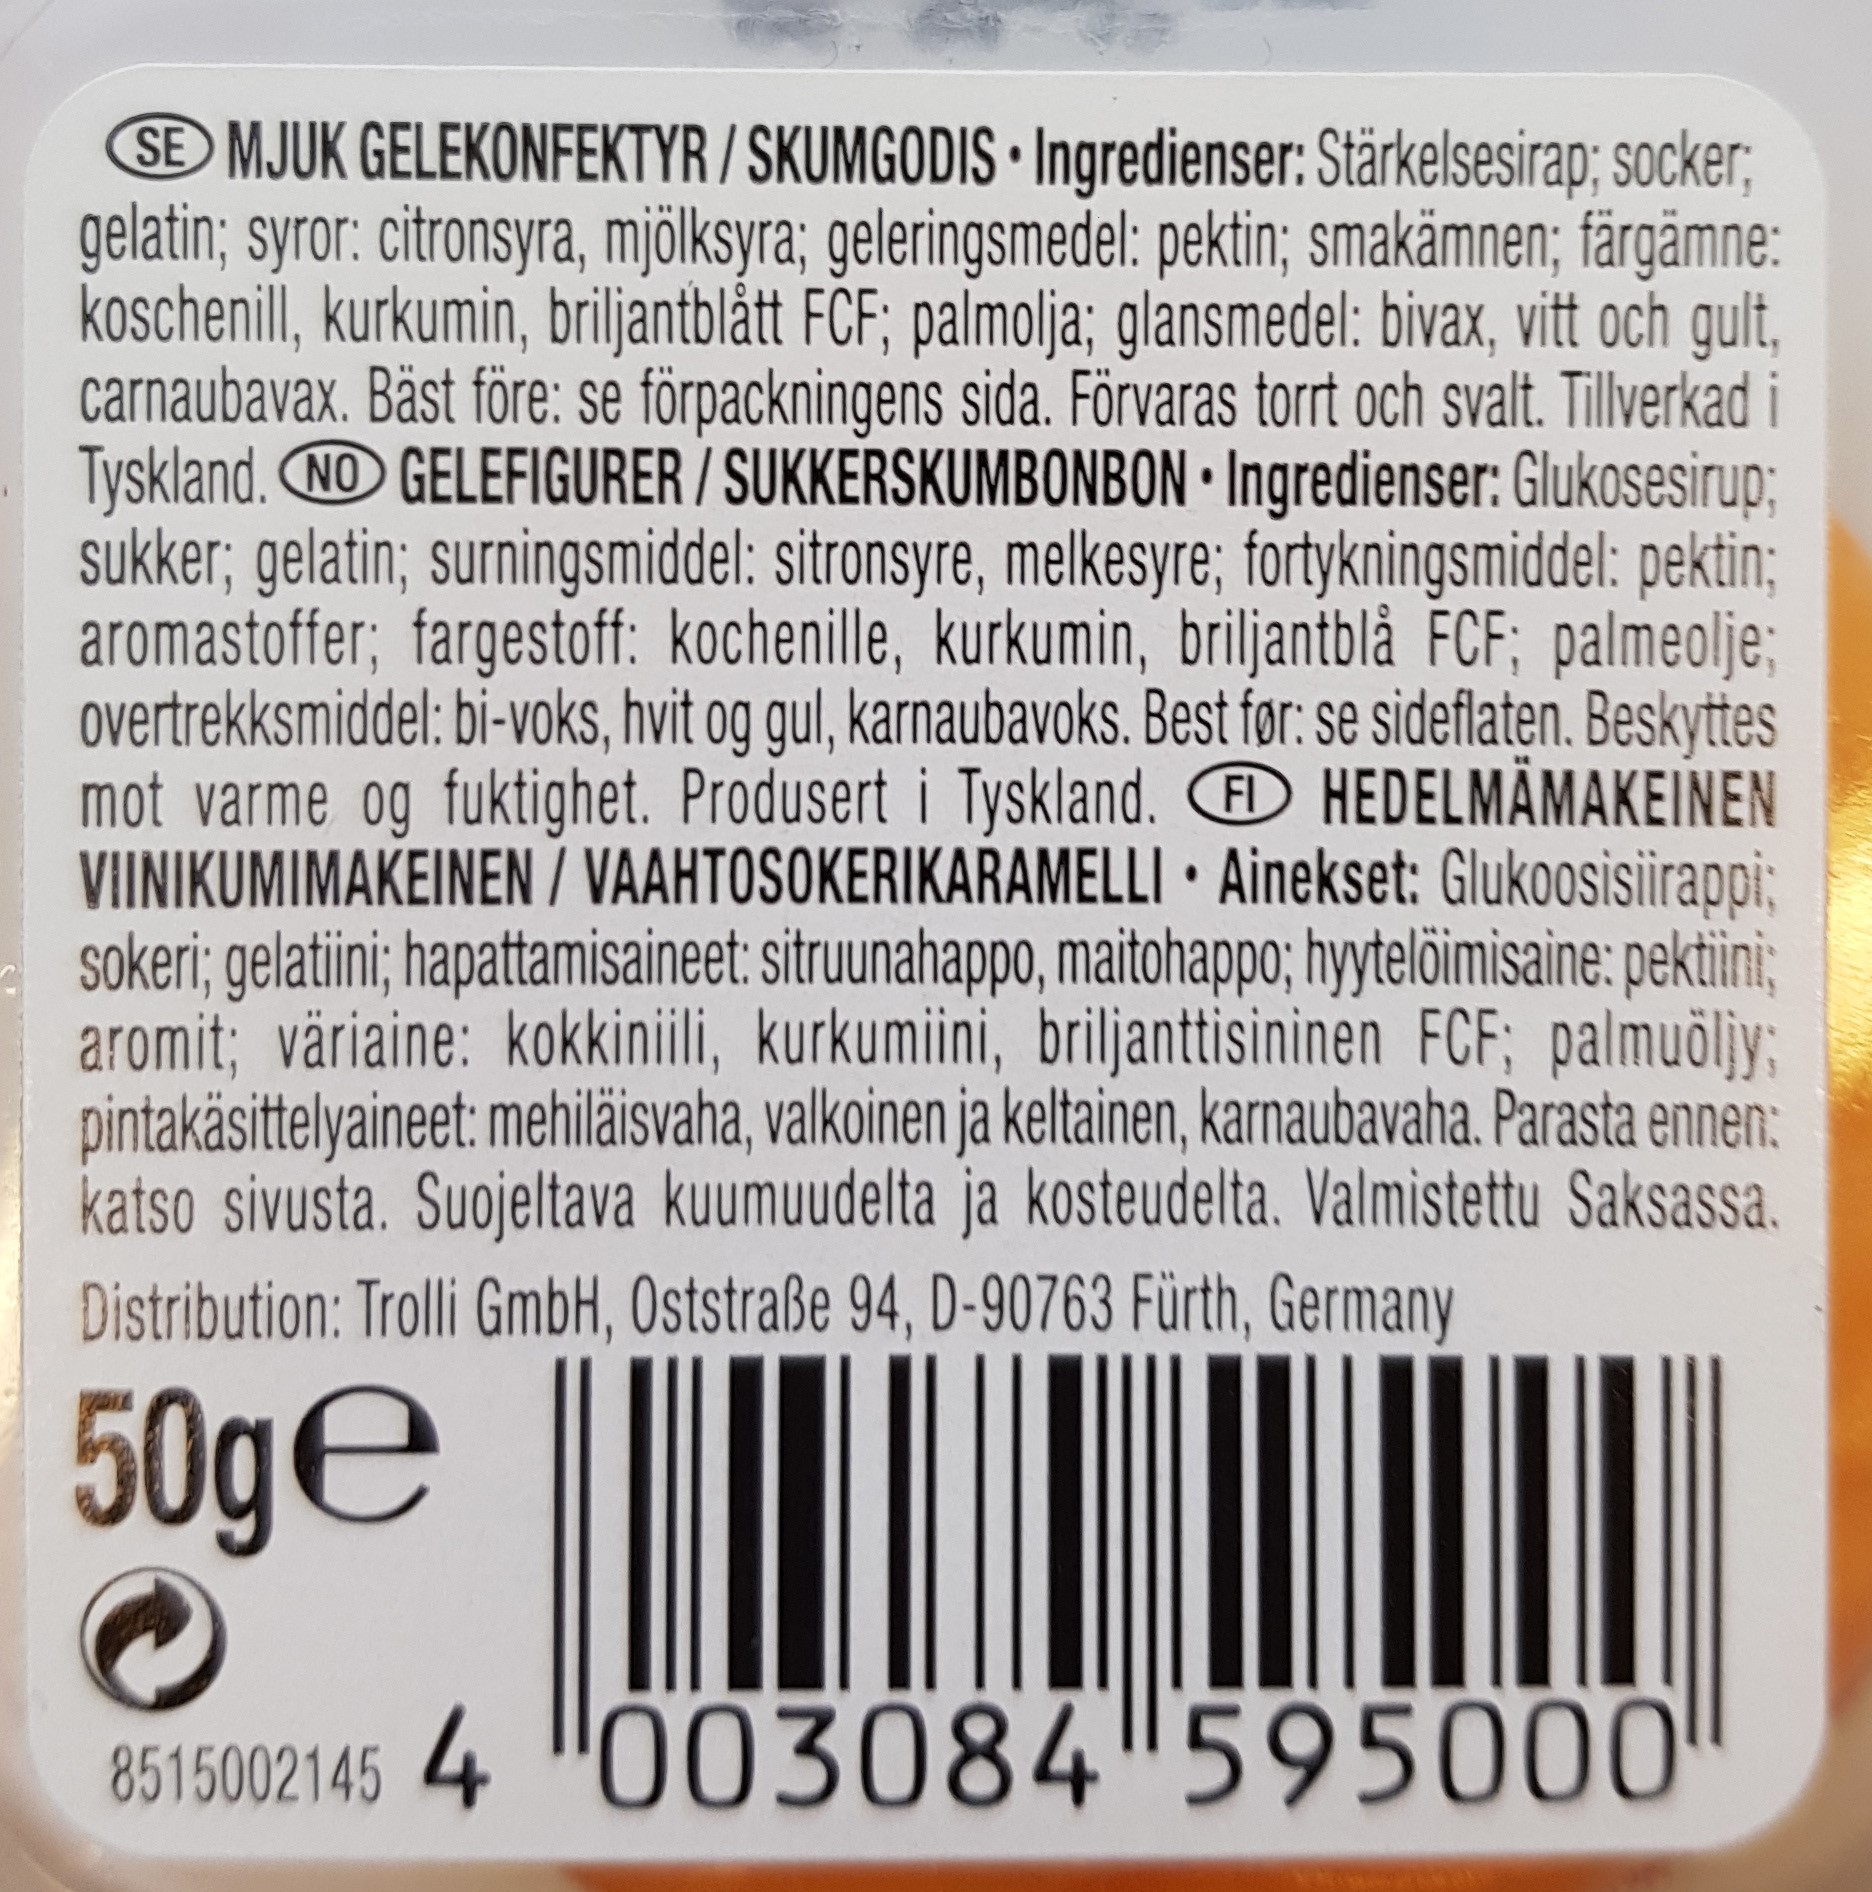 SE MJUK GELEKONFEKTYR / SKUMGODIS • Ingredienser: Stärkelsesirap; socker;
gelatin; syror: citronsyra, mjölksyra; geleringsmedel: pektin; smakämnen; färgämne:
koschenill, kurkumin, briljantblått FCF; palmolja; glansmedel: bivax, vitt och gult,
carnaubavax. Bäst före: se förpackningens sida. Förvaras torrt och svalt. Tillverkad i
Tyskland. NO GELEFIGURER / SUKKERSKUMBONBON • Ingredienser: Glukosesirup;
sukker; gelatin; surningsmiddel: sitronsyre, melkesyre; fortykningsmiddel: pektin;
aromastoffer; fargestoff: kochenille, kurkumin, briljantblå FCF; palmeolje;
overtrekksmiddel: bi-voks, hvit og gul, karnaubavoks. Best før: se sideflaten. Beskyttes
mot varme og fuktighet. Produsert i Tyskland. FI HEDELMÄMAKEINEN
VIINIKUMIMAKEINEN / VAAHTOSOKERIKARAMELLI • Ainekset: Glukoosisiirappi;
sokeri; gelatiini; hapattamisaineet: sitruunahappo, maitohappo; hyytelöimisaine: pektiini;
aromit; väriaine: kokkiniili, kurkumiini, briljanttisininen FCF; palmuöljy;
pintakäsittelyaineet: mehiläisvaha, valkoinen ja keltainen, karnaubavaha. Parasta ennen:
katso sivusta. Suojeltava kuumuudelta ja kosteudelta. Valmistettu Saksassa.
Distribution: Trolli GmbH, Oststraße 94, D-90763 Fürth, Germany
50g e
8515002145 4 003084 595000